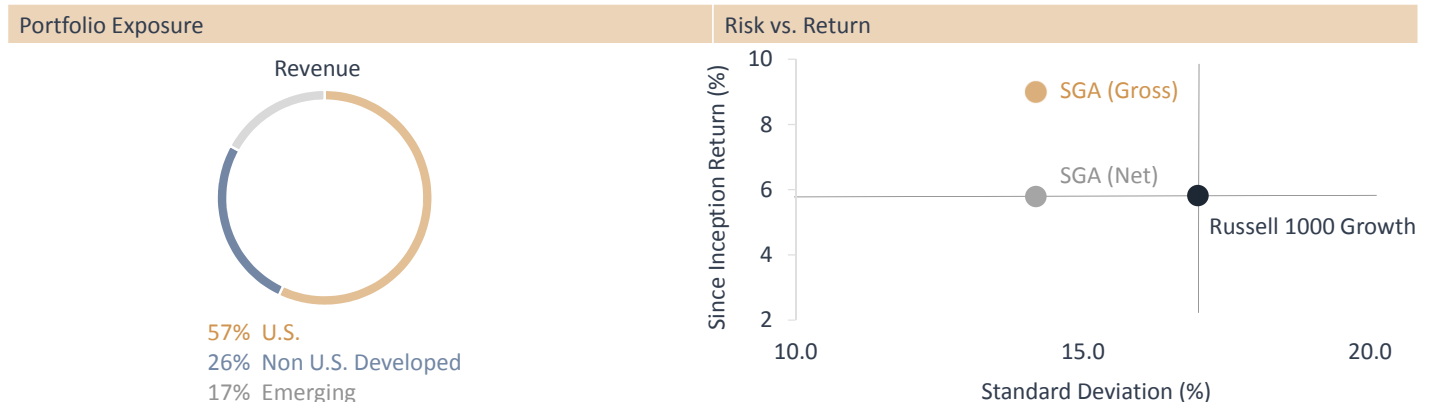 Portfolio Exposure
Revenue
57% U.S.
26% Non U.S. Developed
17% Emerging
Risk vs. Return
Since Inception Return (%)
10
8
6
4
2
SGA (Gross)
SGA (Net)
Russell 1000 Growth
10.0 15.0 20.0
Standard Deviation (%)